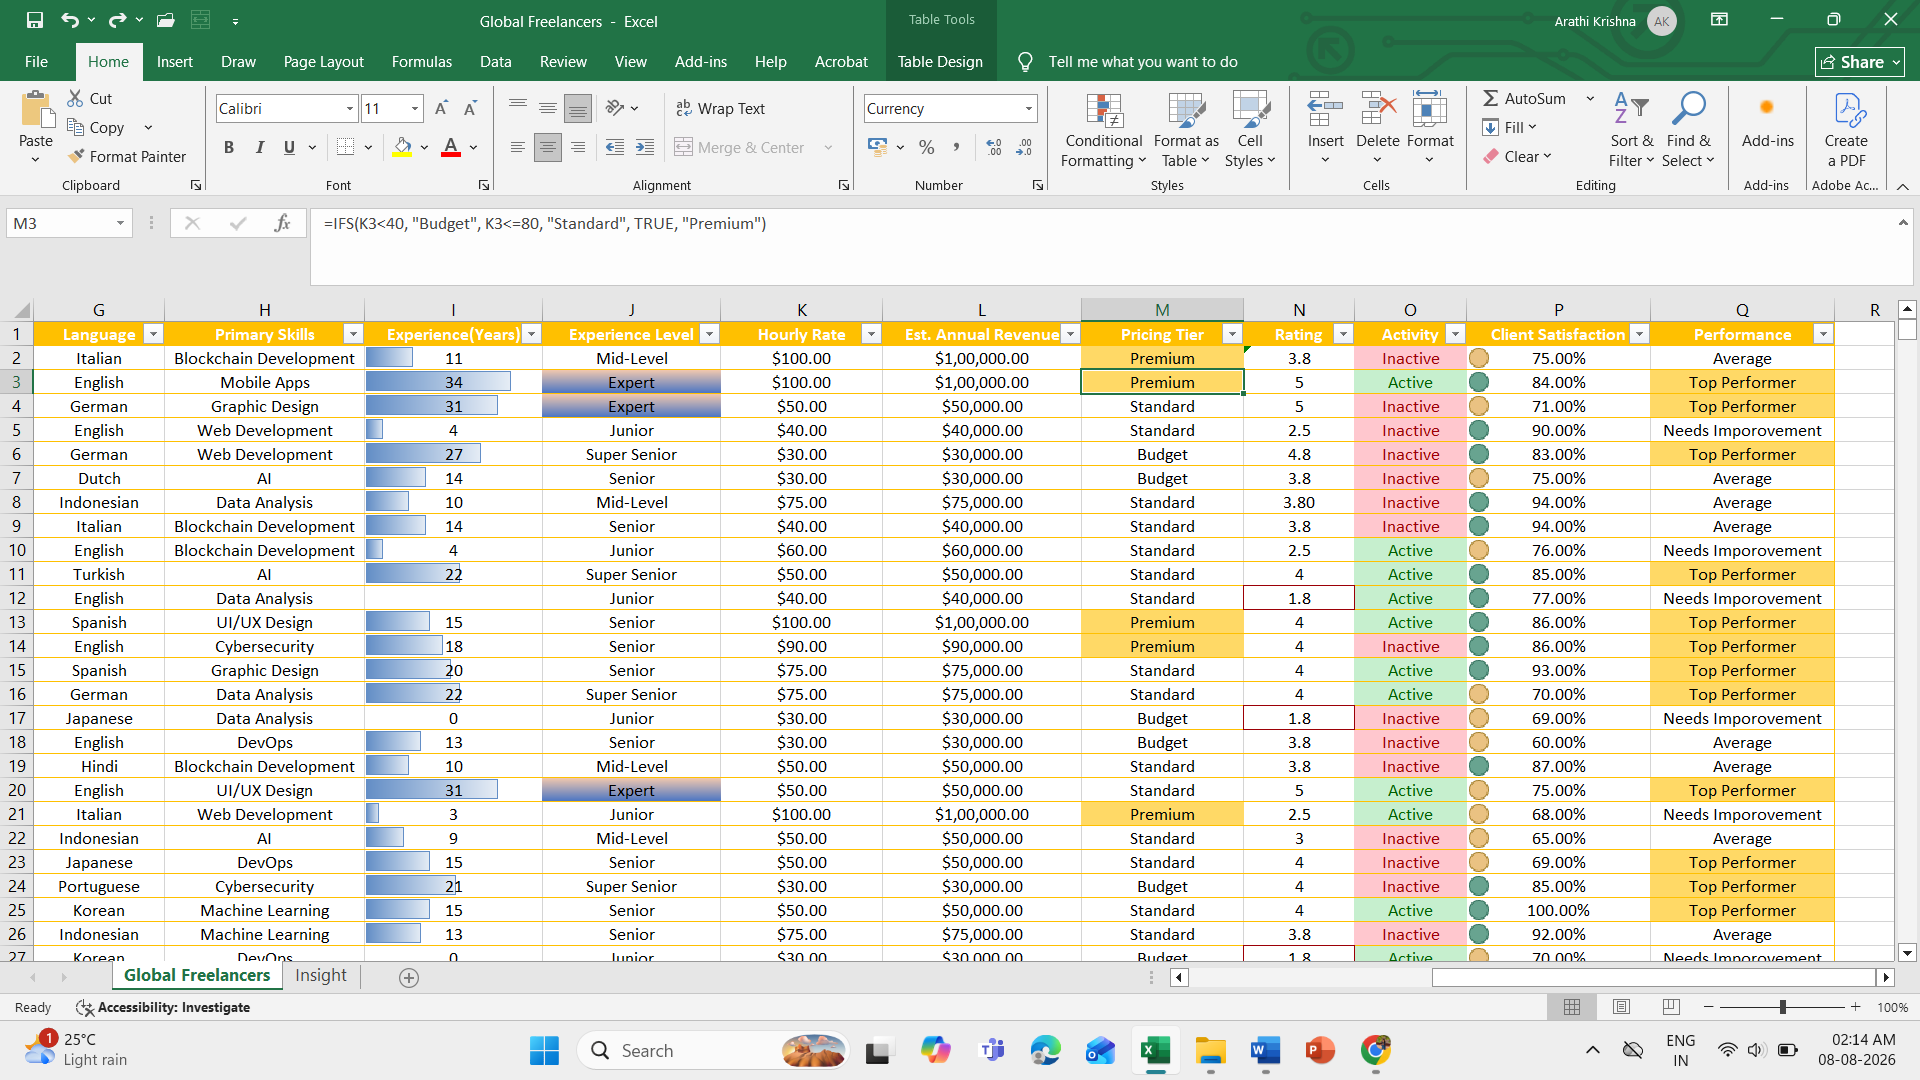 Global Freelancers - Excel
Table Tools
Arathi Krishna AK
File Home Insert Draw Page Layout Formulas Data Review View Add-ins Help Acrobat Table Design Tell me what you want to do Share
Paste Cut Copy Format Painter Clipboard
Calibri 11 B I U A Font
Wrap Text Merge & Center Alignment
Currency % Number
Conditional Formatting Format as Table Cell Styles Styles
Insert Delete Format Cells
AutoSum Fill Clear Sort & Filter Find & Select Editing
Add-ins Add-ins
Create a PDF Adobe Ac...
M3 fx =IFS(K3<40, "Budget", K3<=80, "Standard", TRUE, "Premium")
G H I J K L M N O P Q R
1 Language Primary Skills Experience(Years) Experience Level Hourly Rate Est. Annual Revenue Pricing Tier Rating Activity Client Satisfaction Performance
2 Italian Blockchain Development 11 Mid-Level $100.00 $1,00,000.00 Premium 3.8 Inactive 75.00% Average
3 English Mobile Apps 34 Expert $100.00 $1,00,000.00 Premium 5 Active 84.00% Top Performer
4 German Graphic Design 31 Expert $50.00 $50,000.00 Standard 5 Inactive 71.00% Top Performer
5 English Web Development 4 Junior $40.00 $40,000.00 Standard 2.5 Inactive 90.00% Needs Imporovement
6 German Web Development 27 Super Senior $30.00 $30,000.00 Budget 4.8 Inactive 83.00% Top Performer
7 Dutch AI 14 Senior $30.00 $30,000.00 Budget 3.8 Inactive 75.00% Average
8 Indonesian Data Analysis 10 Mid-Level $75.00 $75,000.00 Standard 3.80 Inactive 94.00% Average
9 Italian Blockchain Development 14 Senior $40.00 $40,000.00 Standard 3.8 Inactive 94.00% Average
10 English Blockchain Development 4 Junior $60.00 $60,000.00 Standard 2.5 Active 76.00% Needs Imporovement
11 Turkish AI 22 Super Senior $50.00 $50,000.00 Standard 4 Active 85.00% Top Performer
12 English Data Analysis Junior $40.00 $40,000.00 Standard 1.8 Active 77.00% Needs Imporovement
13 Spanish UI/UX Design 15 Senior $100.00 $1,00,000.00 Premium 4 Active 86.00% Top Performer
14 English Cybersecurity 18 Senior $90.00 $90,000.00 Premium 4 Inactive 86.00% Top Performer
15 Spanish Graphic Design 20 Senior $75.00 $75,000.00 Standard 4 Active 93.00% Top Performer
16 German Data Analysis 22 Super Senior $75.00 $75,000.00 Standard 4 Active 70.00% Top Performer
17 Japanese Data Analysis 0 Junior $30.00 $30,000.00 Budget 1.8 Inactive 69.00% Needs Imporovement
18 English DevOps 13 Senior $30.00 $30,000.00 Budget 3.8 Inactive 60.00% Average
19 Hindi Blockchain Development 10 Mid-Level $50.00 $50,000.00 Standard 3.8 Inactive 87.00% Average
20 English UI/UX Design 31 Expert $50.00 $50,000.00 Standard 5 Active 75.00% Top Performer
21 Italian Web Development 3 Junior $100.00 $1,00,000.00 Premium 2.5 Active 68.00% Needs Imporovement
22 Indonesian AI 9 Mid-Level $50.00 $50,000.00 Standard 3 Inactive 65.00% Average
23 Japanese DevOps 15 Senior $50.00 $50,000.00 Standard 4 Inactive 69.00% Top Performer
24 Portuguese Cybersecurity 21 Super Senior $30.00 $30,000.00 Budget 4 Inactive 85.00% Top Performer
25 Korean Machine Learning 15 Senior $50.00 $50,000.00 Standard 4 Active 100.00% Top Performer
26 Indonesian Machine Learning 13 Senior $75.00 $75,000.00 Standard 3.8 Inactive 92.00% Average
27 Korean DevOps 0 Junior $30.00 $30,000.00 Budget 1.8 Active 70.00% Needs Imporovement
Global Freelancers Insight
Ready Accessibility: Investigate 100%
1 25°C Light rain
Search
ENG IN
02:14 AM
08-08-2026